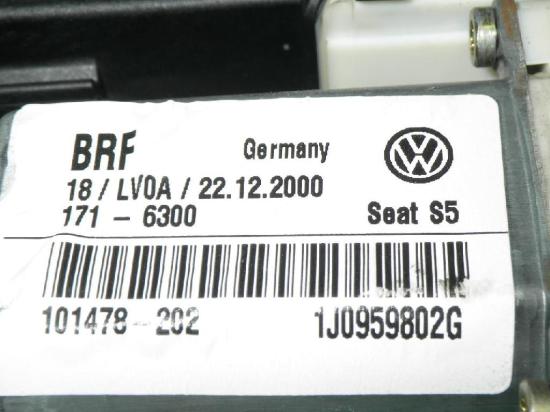 BRF Germany
18 / LV0A / 22.12.2000
171 - 6300 Seat S5
101478-202 1J0959802G